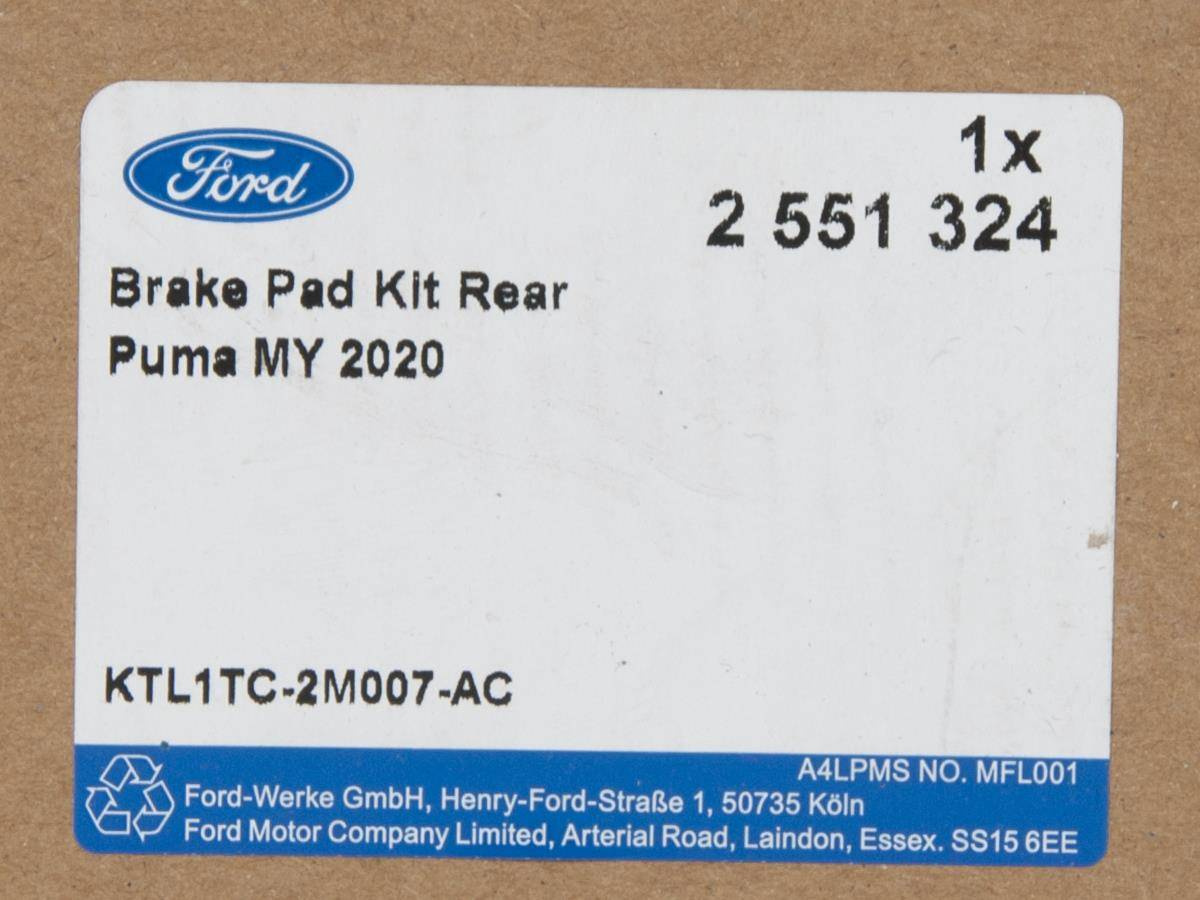 Ford
1x
2 551 324
Brake Pad Kit Rear
Puma MY 2020
KTL1TC-2M007-AC
A4LPMS NO. MFL001
Ford-Werke GmbH, Henry-Ford-Straße 1, 50735 Köln
Ford Motor Company Limited, Arterial Road, Laindon, Essex. SS15 6EE